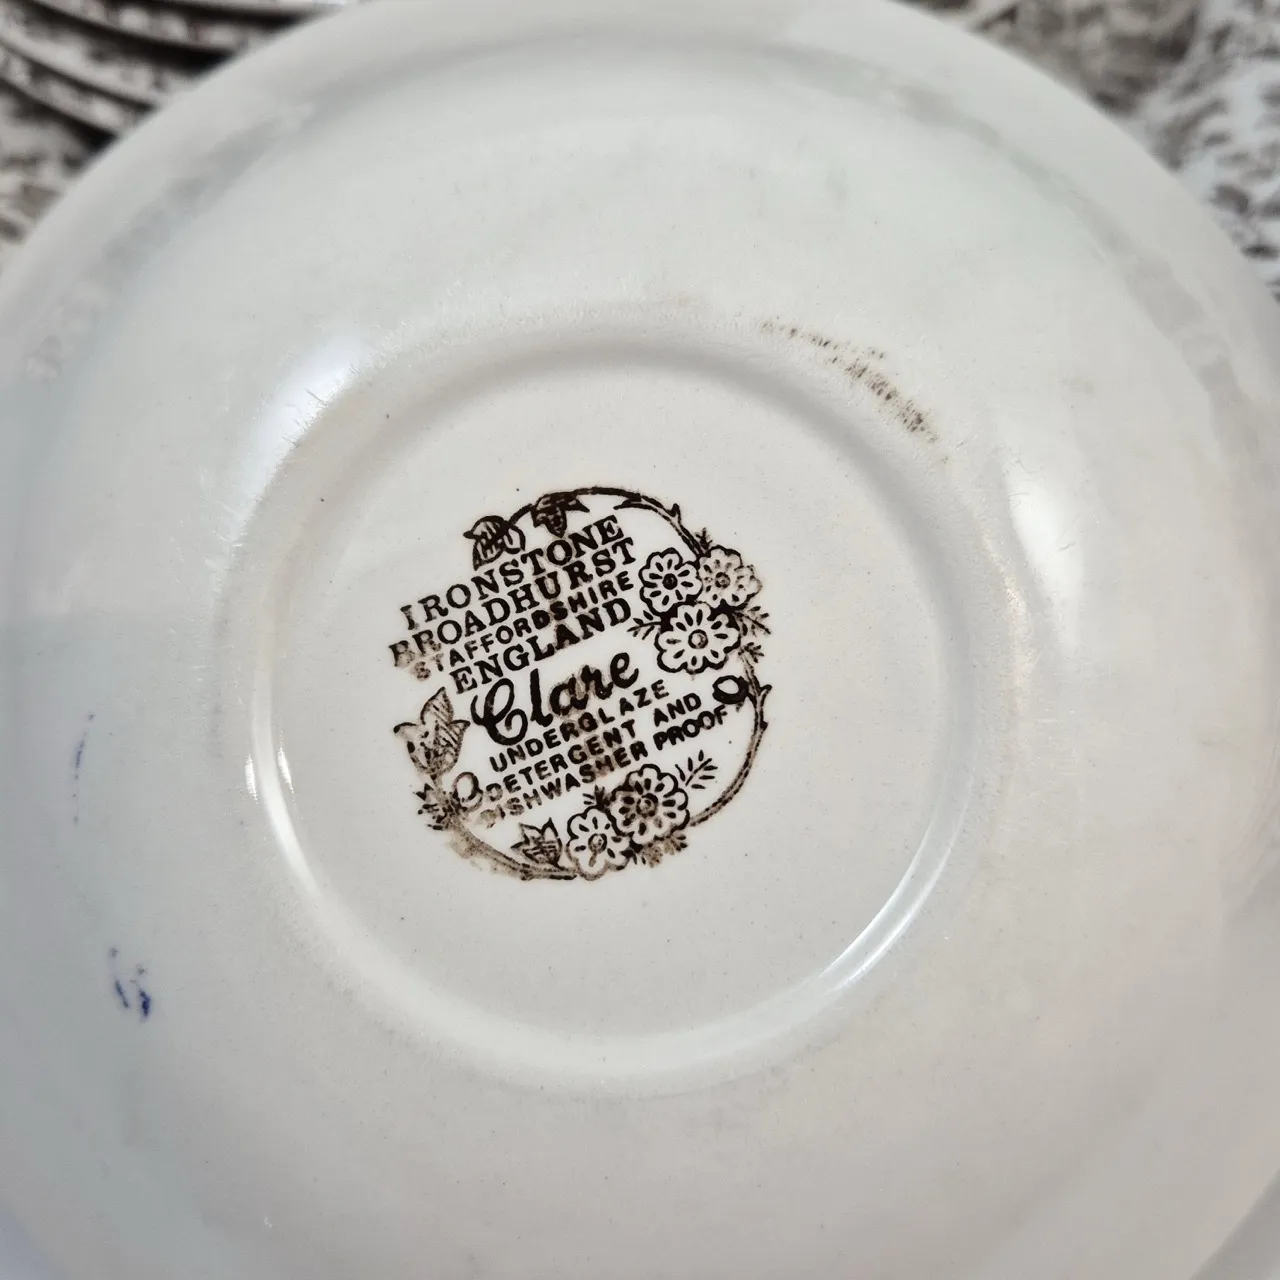 IRONSTONE
BROADHURST
STAFFORDSHIRE
ENGLAND
Clare
UNDERGLAZE
DETERGENT AND
DISHWASHER PROOF